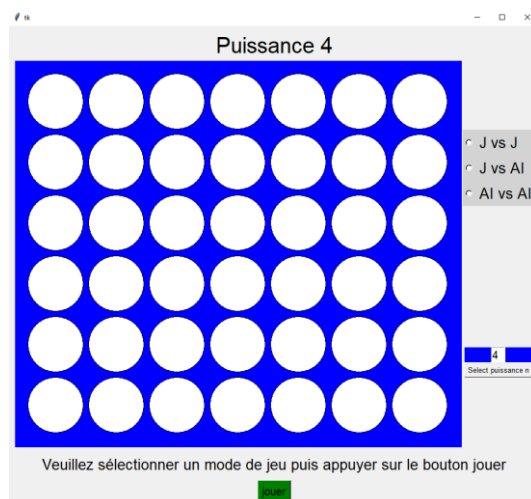 tk
Puissance 4
J vs J
J vs AI
AI vs AI
4
Select puissance n
Veuillez sélectionner un mode de jeu puis appuyer sur le bouton jouer
jouer